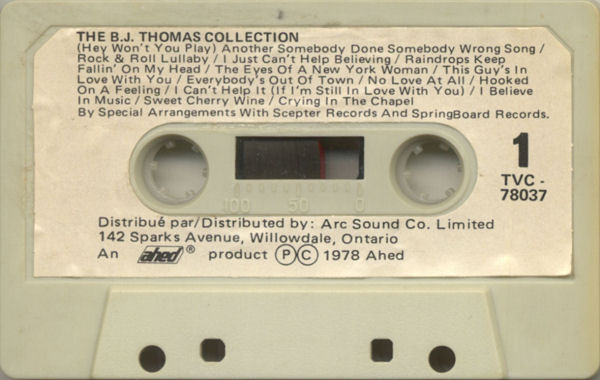 THE B.J. THOMAS COLLECTION
(Hey Won't You Play) Another Somebody Done Somebody Wrong Song /
Rock & Roll Lullaby / I Just Can't Help Believing / Raindrops Keep
Fallin' On My Head / The Eyes Of A New York Woman / This Guy's In
Love With You / Everybody's Out Of Town / No Love At All / Hooked
On A Feeling / I Can't Help It (If I'm Still In Love With You) / I Believe
In Music / Sweet Cherry Wine / Crying In The Chapel
By Special Arrangements With Scepter Records And SpringBoard Records.
1
TVC -
78037
100 50 0
Distribué par/Distributed by: Arc Sound Co. Limited
142 Sparks Avenue, Willowdale, Ontario
An ahed® product ⓅⒸ 1978 Ahed